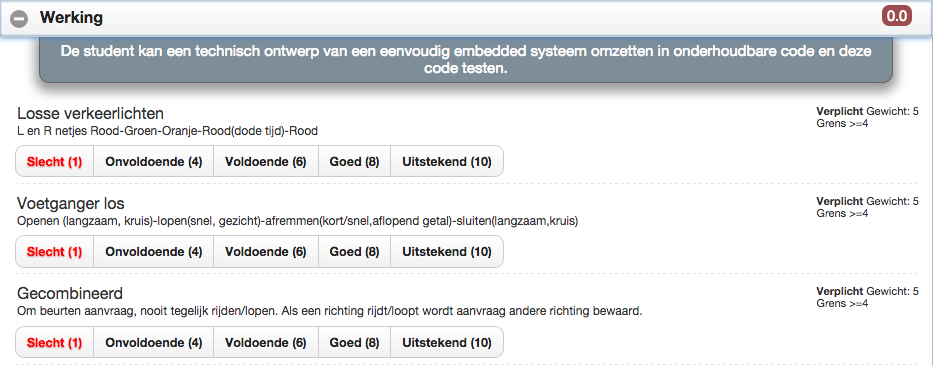 Werking
0.0
De student kan een technisch ontwerp van een eenvoudig embedded systeem omzetten in onderhoudbare code en deze
code testen.
Losse verkeerlichten
Verplicht Gewicht: 5
L en R netjes Rood-Groen-Oranje-Rood(dode tijd)-Rood
Grens >=4
Slecht (1) Onvoldoende (4) Voldoende (6) Goed (8) Uitstekend (10)
Voetganger los
Verplicht Gewicht: 5
Openen (langzaam, kruis)-lopen(snel, gezicht)-afremmen(kort/snel,aflopend getal)-sluiten(langzaam,kruis)
Grens >=4
Slecht (1) Onvoldoende (4) Voldoende (6) Goed (8) Uitstekend (10)
Gecombineerd
Verplicht Gewicht: 5
Om beurten aanvraag, nooit tegelijk rijden/lopen. Als een richting rijdt/loopt wordt aanvraag andere richting bewaard.
Grens >=4
Slecht (1) Onvoldoende (4) Voldoende (6) Goed (8) Uitstekend (10)